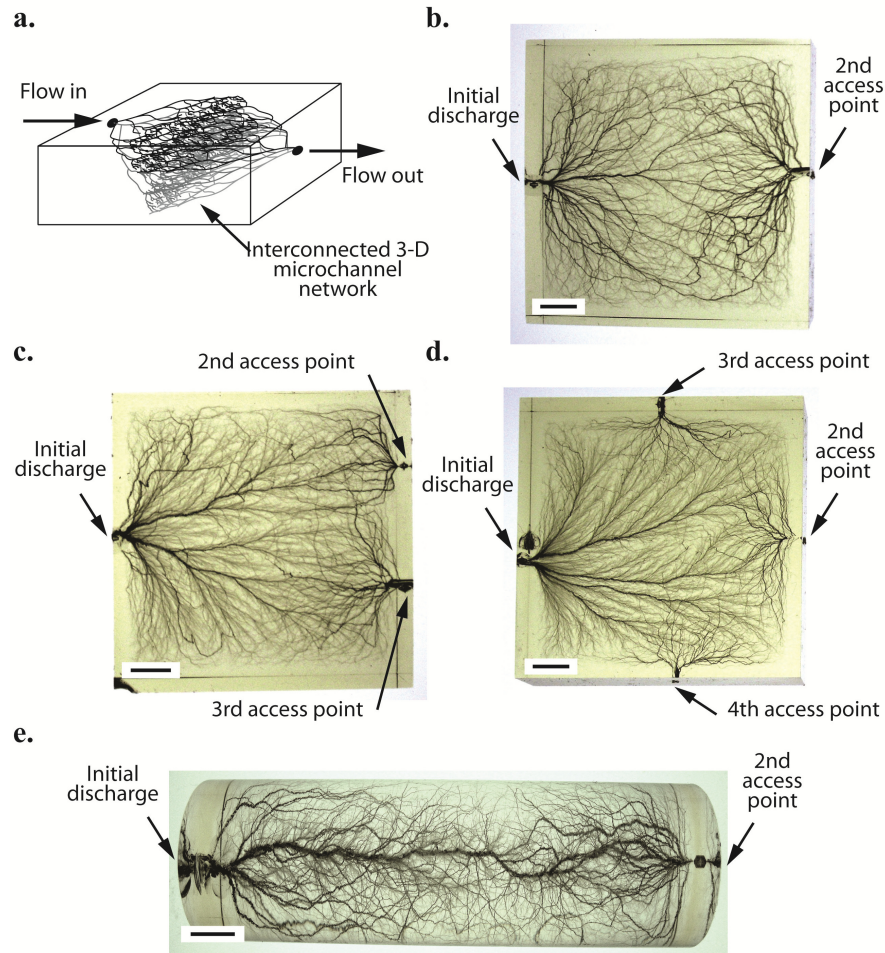 a.
Flow in
Flow out
Interconnected 3-D
microchannel
network
b.
Initial
discharge
2nd
access
point
c.
2nd access point
Initial
discharge
3rd access point
d.
3rd access point
Initial
discharge
2nd
access
point
4th access point
e.
Initial
discharge
2nd
access
point